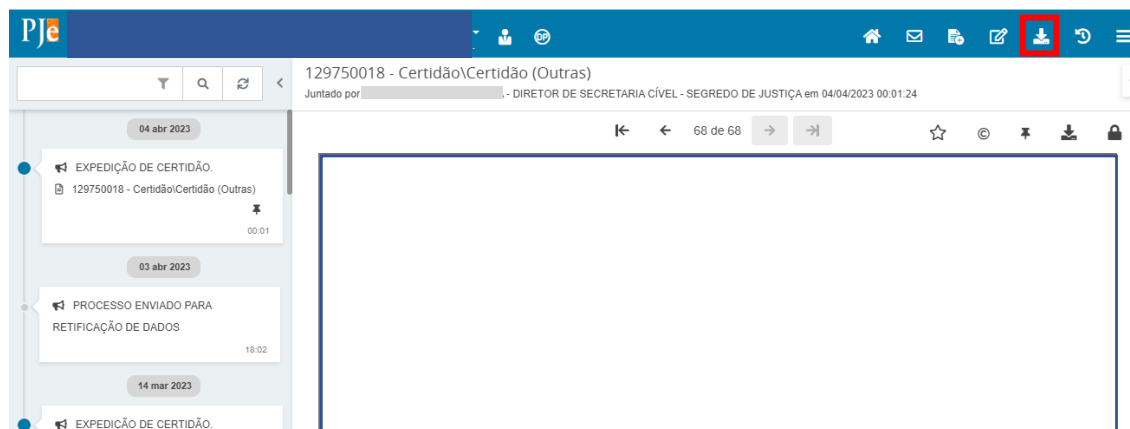 PJe
DP
129750018 - Certidão\Certidão (Outras)
Juntado por - DIRETOR DE SECRETARIA CÍVEL - SEGREDO DE JUSTIÇA em 04/04/2023 00:01:24
68 de 68
©
04 abr 2023
EXPEDIÇÃO DE CERTIDÃO.
129750018 - Certidão\Certidão (Outras)
00:01
03 abr 2023
PROCESSO ENVIADO PARA
RETIFICAÇÃO DE DADOS
18:02
14 mar 2023
EXPEDIÇÃO DE CERTIDÃO.